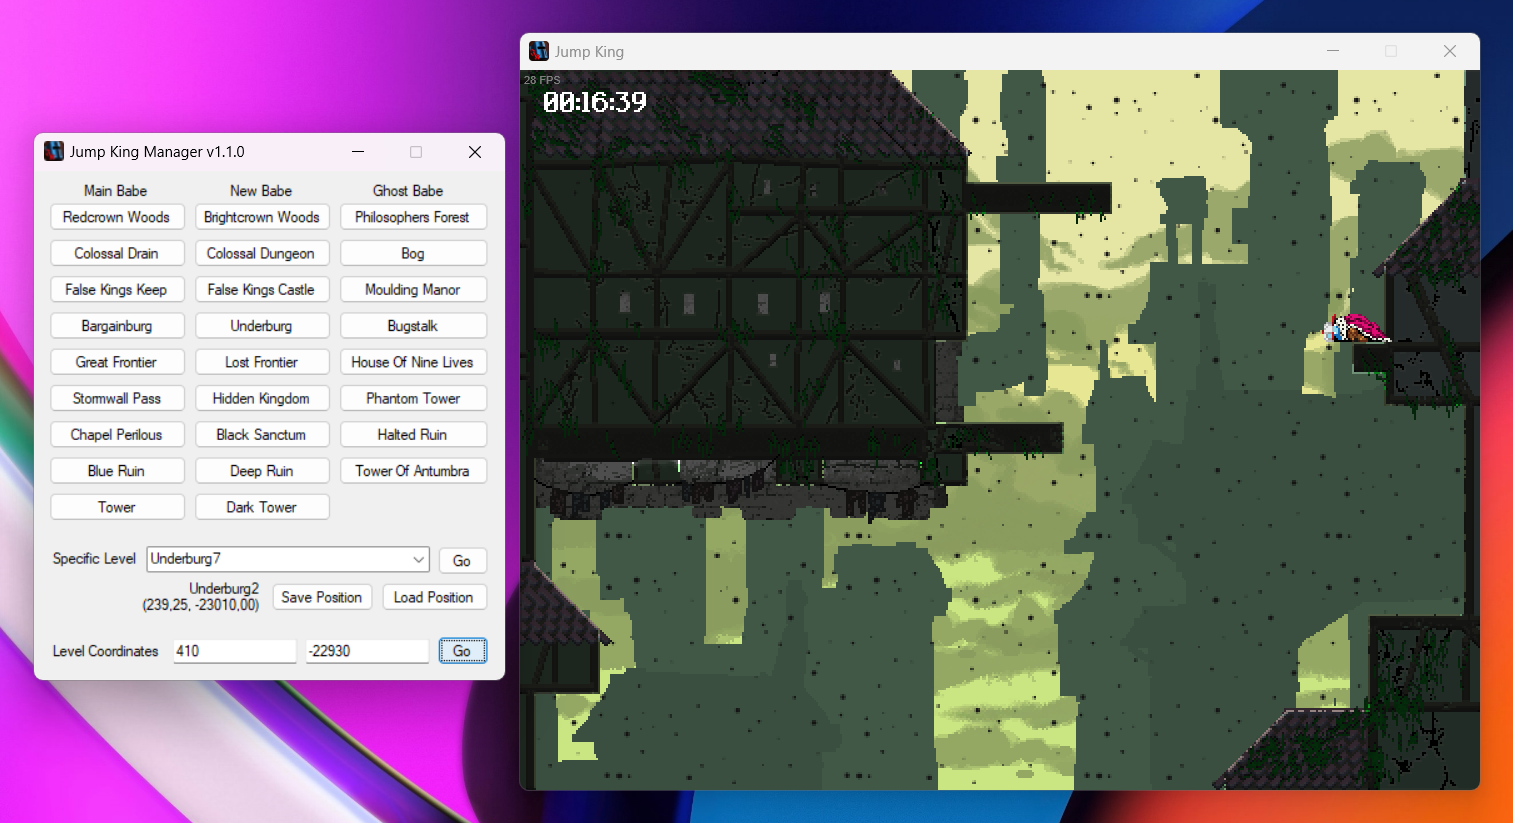 Jump King
28 FPS
00:16:39
Jump King Manager v1.1.0
Main Babe New Babe Ghost Babe
Redcrown Woods Brightcrown Woods Philosophers Forest
Colossal Drain Colossal Dungeon Bog
False Kings Keep False Kings Castle Moulding Manor
Bargainburg Underburg Bugstalk
Great Frontier Lost Frontier House Of Nine Lives
Stormwall Pass Hidden Kingdom Phantom Tower
Chapel Perilous Black Sanctum Halted Ruin
Blue Ruin Deep Ruin Tower Of Antumbra
Tower Dark Tower
Specific Level Underburg7 Go
Underburg2
(239,25, -23010,00) Save Position Load Position
Level Coordinates 410 -22930 Go